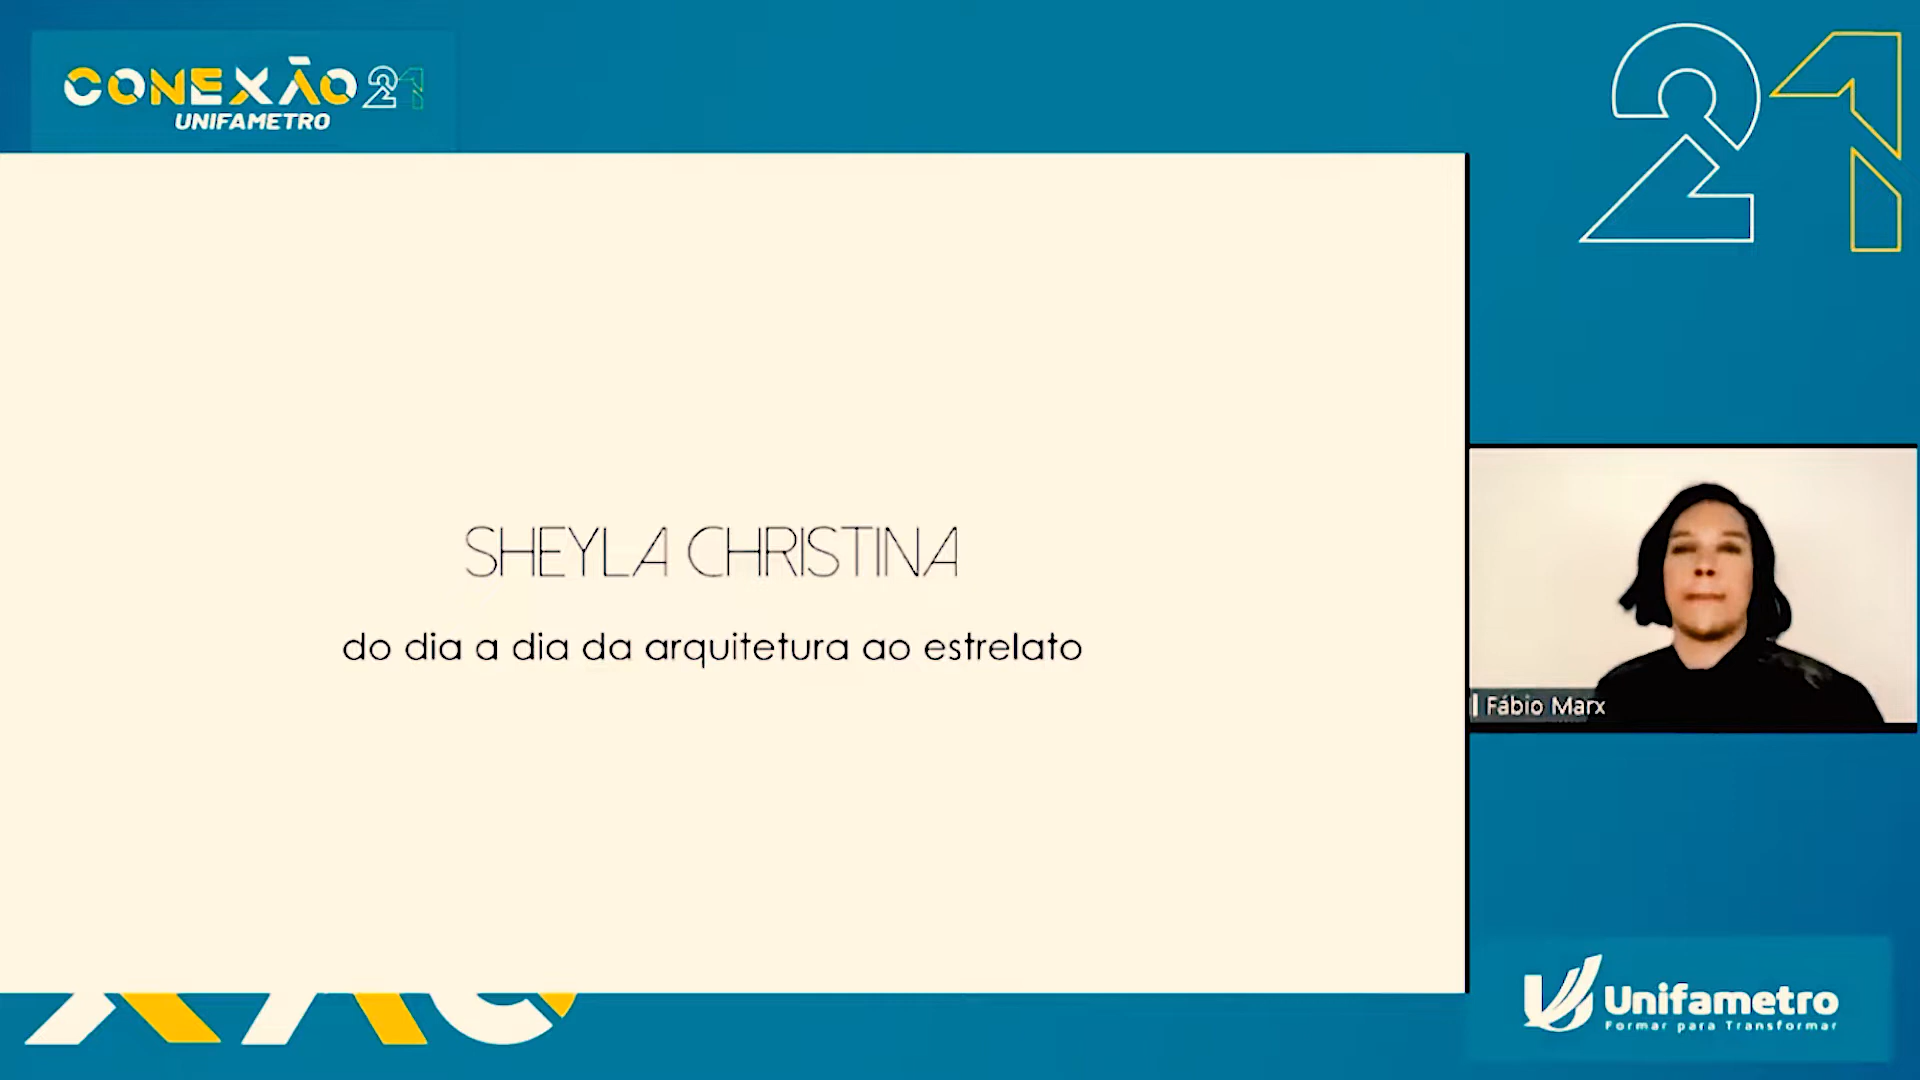 CONEXÃO 21
UNIFAMETRO
21
SHEYLA CHRISTINA
do dia a dia da arquitetura ao estrelato
Fábio Marx
XÃO
Unifametro
Formar para Transformar